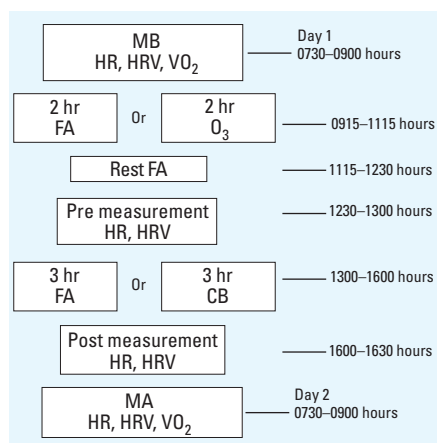 MB
HR, HRV, VO₂
Day 1
0730–0900 hours
2 hr
FA
Or
2 hr
O₃
0915–1115 hours
Rest FA
1115–1230 hours
Pre measurement
HR, HRV
1230–1300 hours
3 hr
FA
Or
3 hr
CB
1300–1600 hours
Post measurement
HR, HRV
1600–1630 hours
MA
HR, HRV, VO₂
Day 2
0730–0900 hours